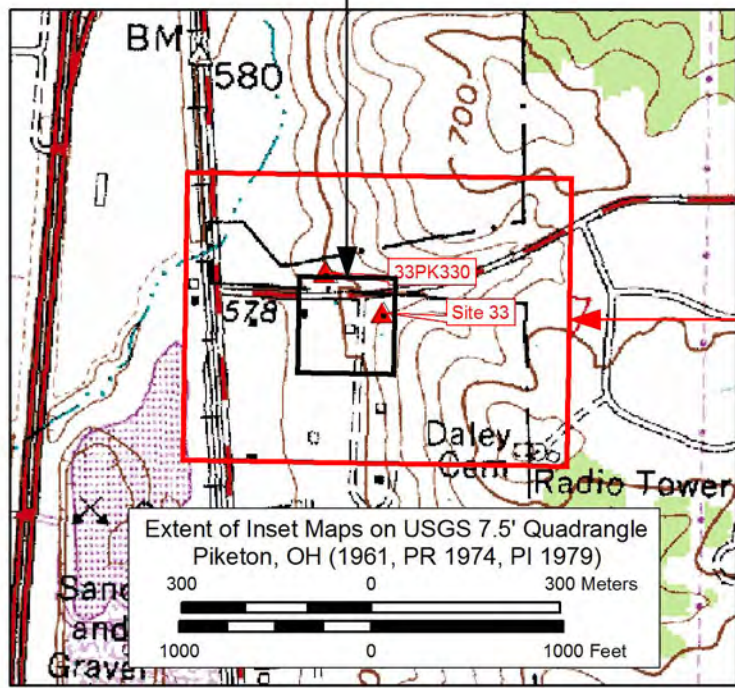 BM
580
700
33PK330
578
Site 33
Daley
Cem
Radio Tower
Extent of Inset Maps on USGS 7.5' Quadrangle
Piketon, OH (1961, PR 1974, PI 1979)
300 0 300 Meters
1000 0 1000 Feet
Sand
and
Gravel